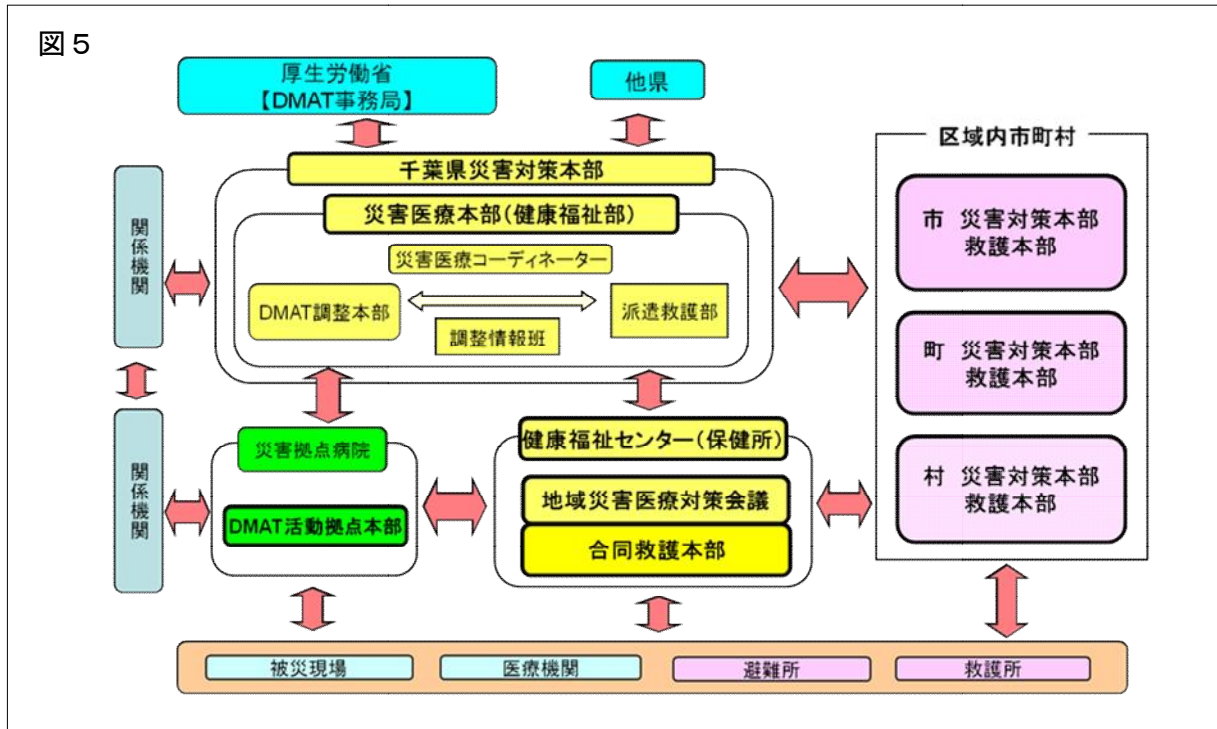 図5
厚生労働省
【DMAT事務局】
他県
区域内市町村
千葉県災害対策本部
災害医療本部(健康福祉部)
災害医療コーディネーター
DMAT調整本部
派遣救護部
調整情報班
関係機関
市 災害対策本部
救護本部
町 災害対策本部
救護本部
村 災害対策本部
救護本部
関係機関
災害拠点病院
DMAT活動拠点本部
健康福祉センター(保健所)
地域災害医療対策会議
合同救護本部
被災現場
医療機関
避難所
救護所